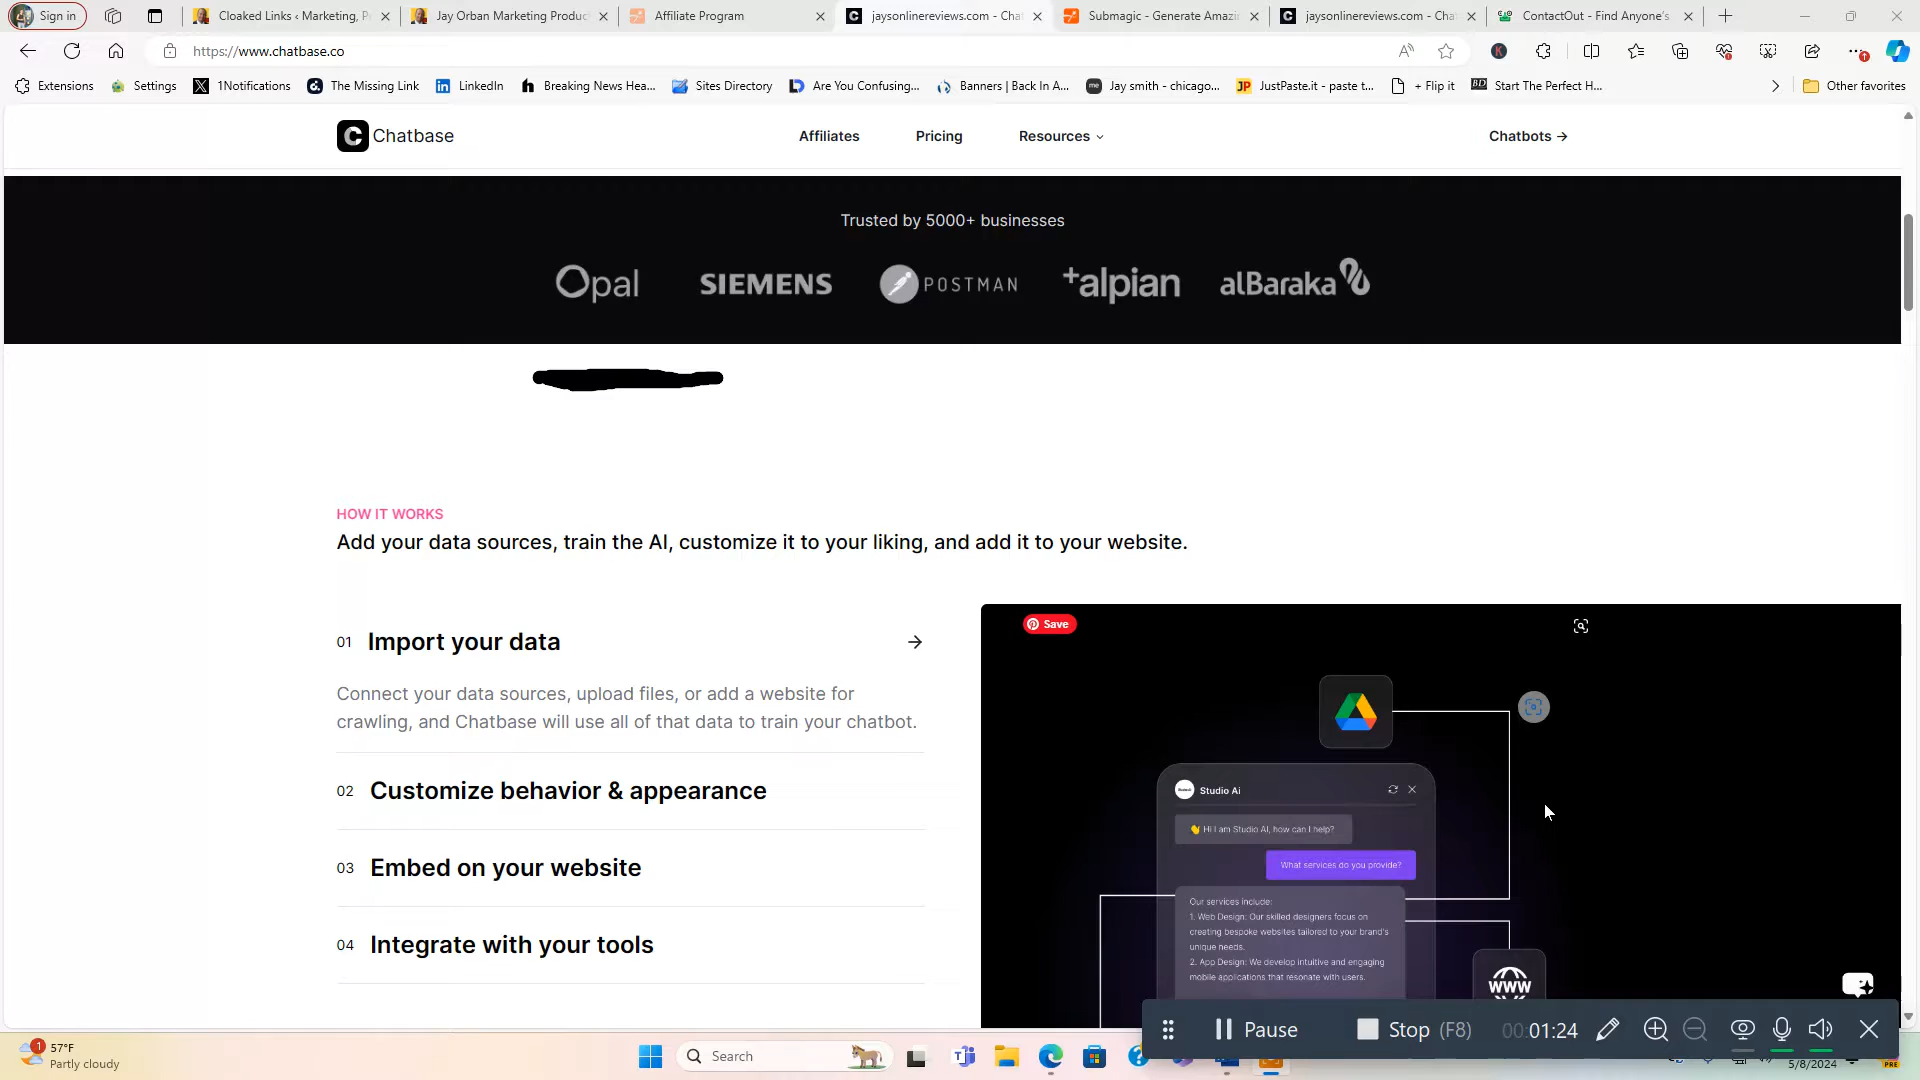 Sign in
Cloaked Links ‹ Marketing, P
Jay Orban Marketing Produc
Affiliate Program
jaysonlinereviews.com - Cha
Submagic - Generate Amazi
jaysonlinereviews.com - Cha
ContactOut - Find Anyone's
https://www.chatbase.co
Extensions
Settings
1Notifications
The Missing Link
LinkedIn
Breaking News Hea...
Sites Directory
Are You Confusing...
Banners | Back In A...
Jay smith - chicago...
JustPaste.it - paste t...
+ Flip it
Start The Perfect H...
Other favorites
Chatbase
Affiliates
Pricing
Resources
Chatbots →
Trusted by 5000+ businesses
Opal
SIEMENS
POSTMAN
+alpian
alBaraka
HOW IT WORKS
Add your data sources, train the AI, customize it to your liking, and add it to your website.
01 Import your data →
Connect your data sources, upload files, or add a website for
crawling, and Chatbase will use all of that data to train your chatbot.
02 Customize behavior & appearance
03 Embed on your website
04 Integrate with your tools
Save
Studio Ai
👋 Hi I am Studio AI, how can I help?
What services do you provide?
Our services include:
1. Web Design: Our skilled designers focus on
creating bespoke websites tailored to your brand's
unique needs.
2. App Design: We develop intuitive and engaging
mobile applications that resonate with users.
www
Pause
Stop (F8)
00:01:24
1
57°F
Partly cloudy
Search
5/8/2024
PRE